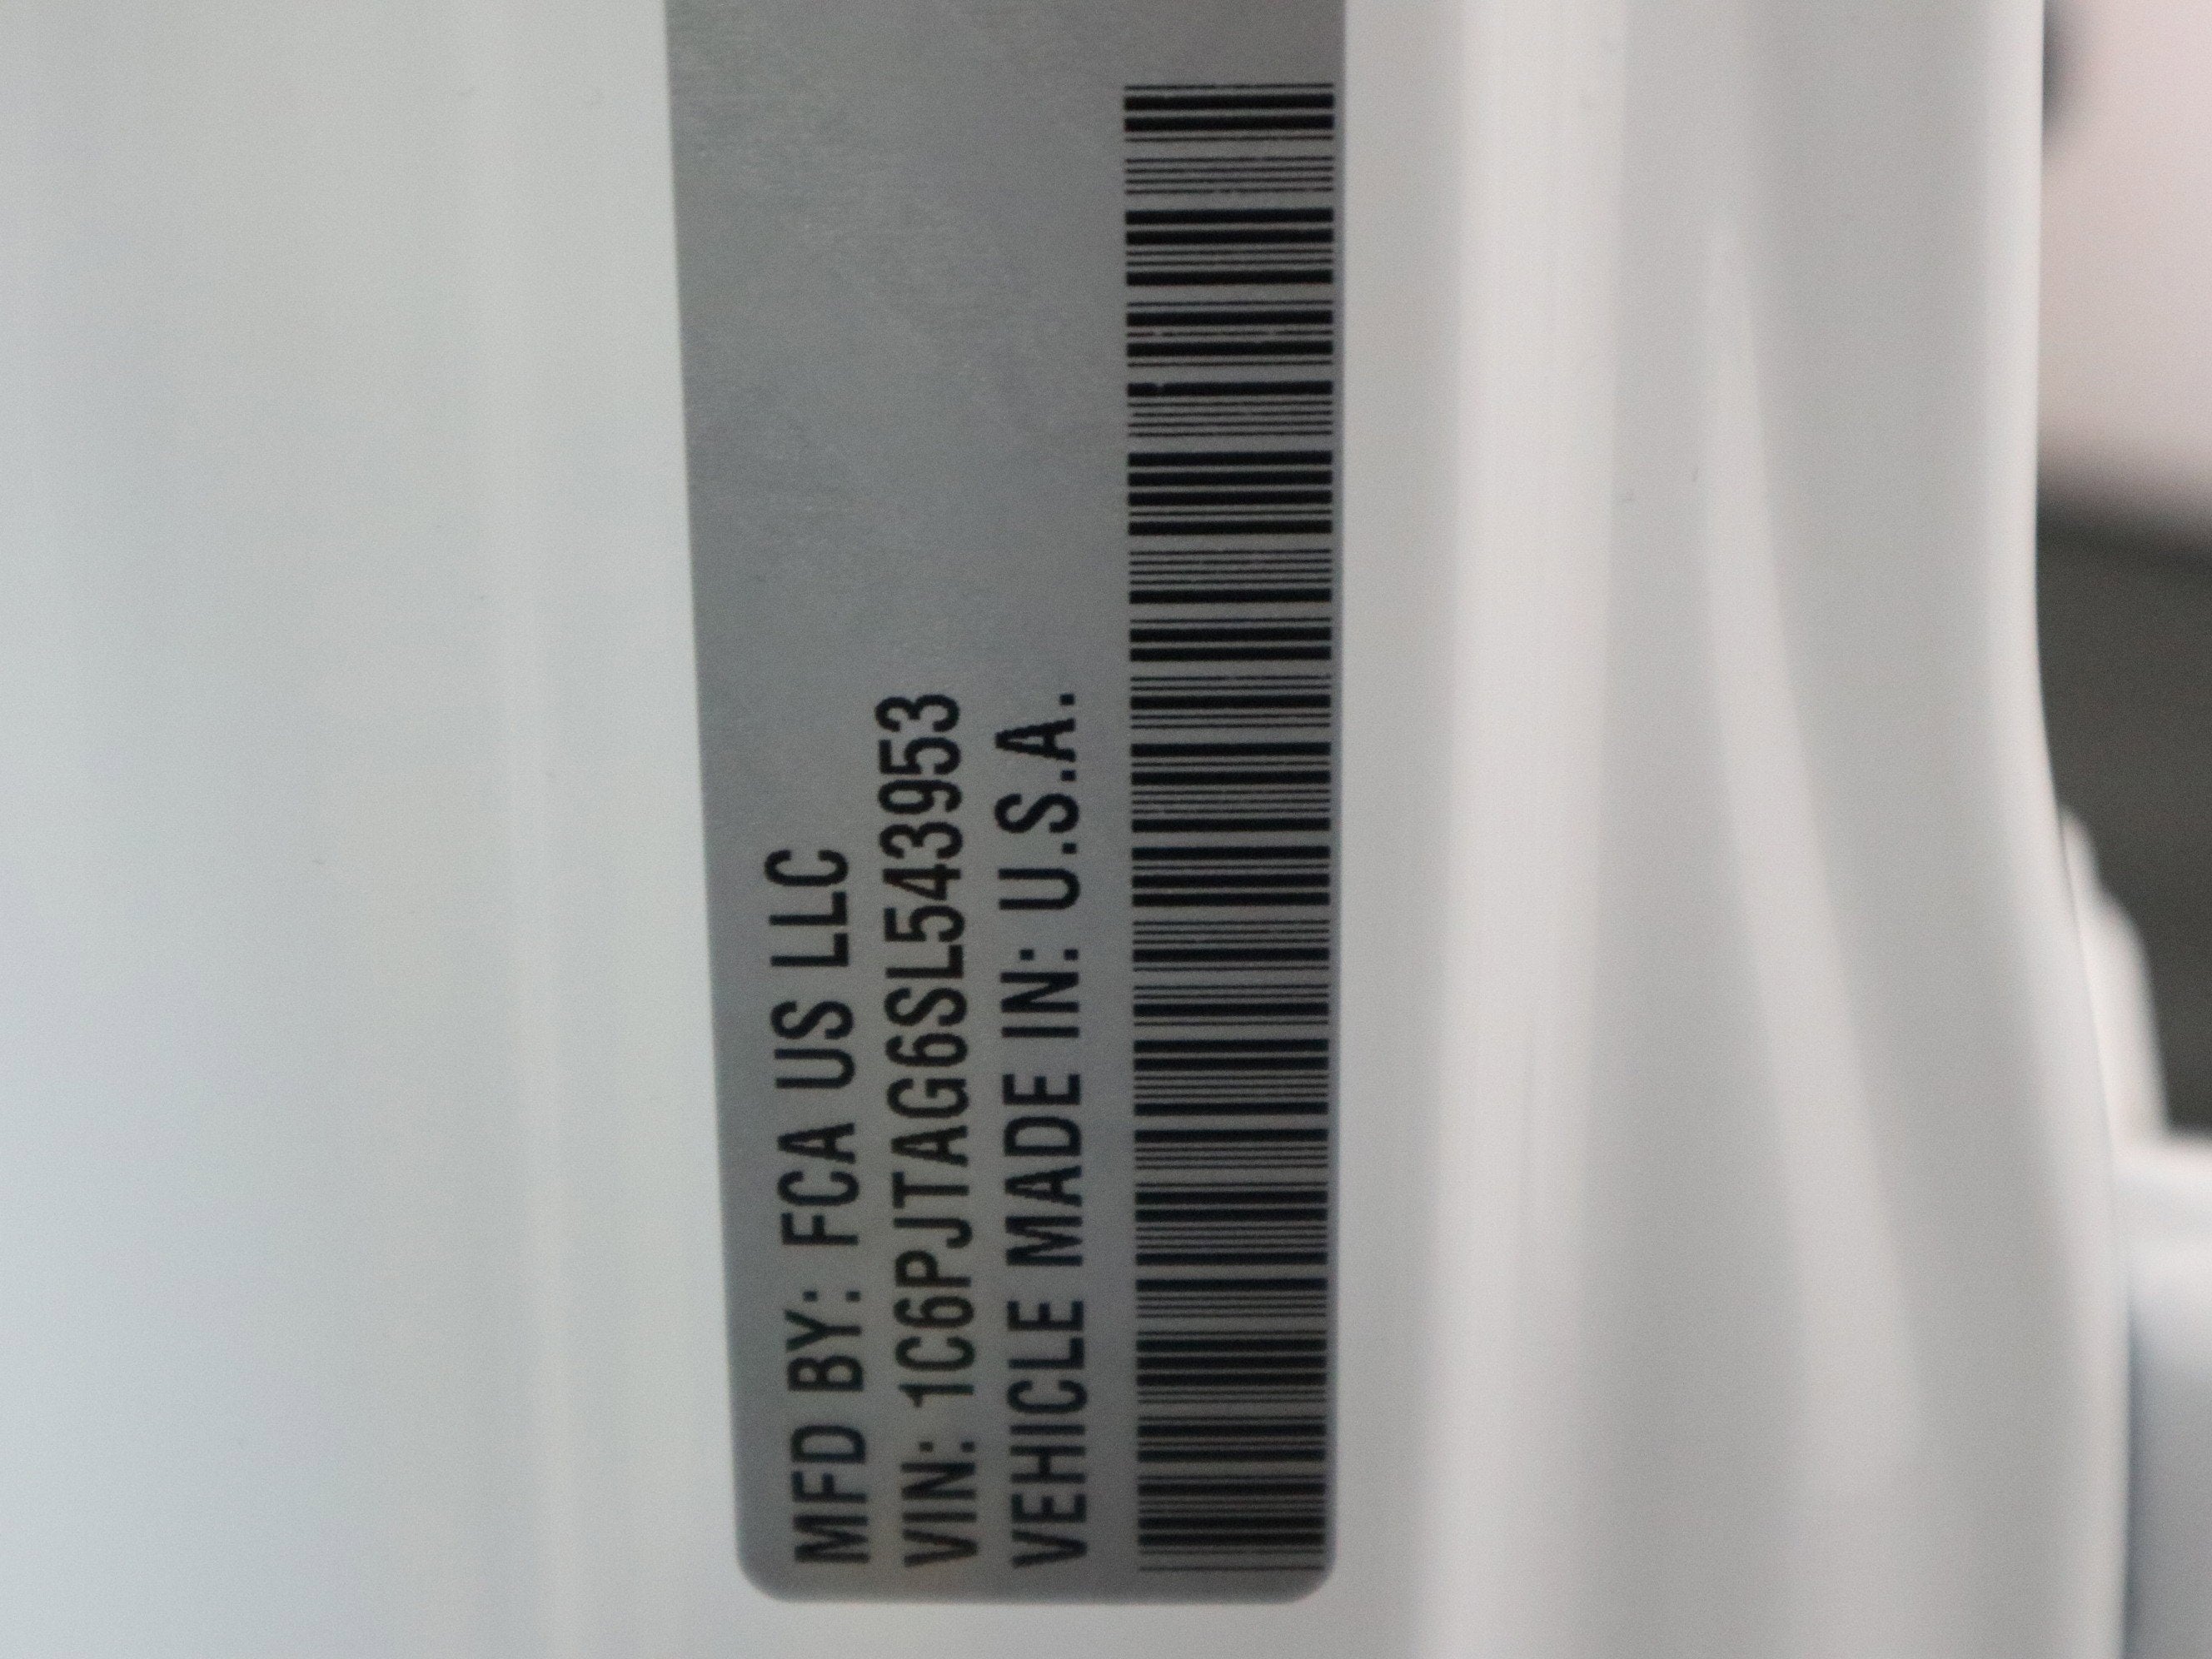 MFD BY: FCA US LLC
VIN: 1C6PJTAG6SL543953
VEHICLE MADE IN: U.S.A.